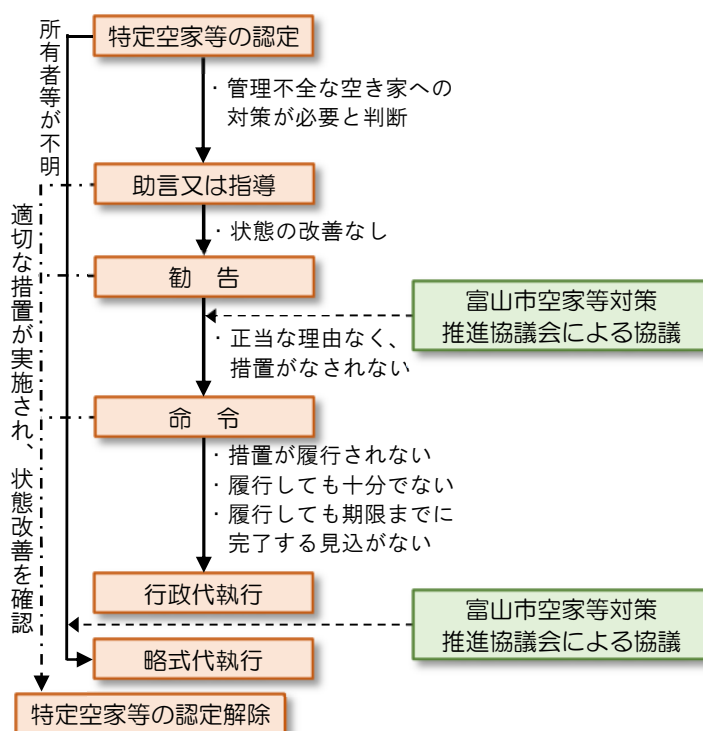 特定空家等の認定
所有者等が不明
・管理不全な空き家への
対策が必要と判断
助言又は指導
・状態の改善なし
適切な措置が実施され、状態改善を確認
勧　告
富山市空家等対策
推進協議会による協議
・正当な理由なく、
措置がなされない
命　令
・措置が履行されない
・履行しても十分でない
・履行しても期限までに
完了する見込がない
行政代執行
富山市空家等対策
推進協議会による協議
略式代執行
特定空家等の認定解除